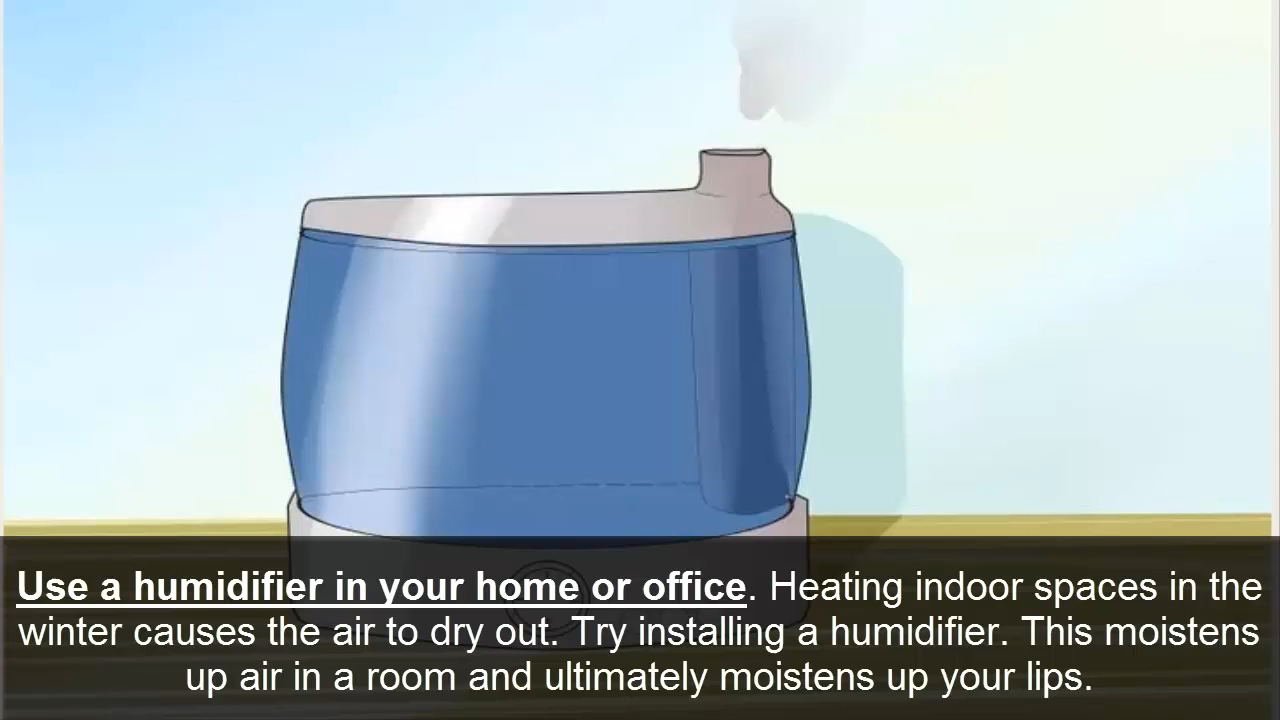 Use a humidifier in your home or office. Heating indoor spaces in the
winter causes the air to dry out. Try installing a humidifier. This moistens
up air in a room and ultimately moistens up your lips.